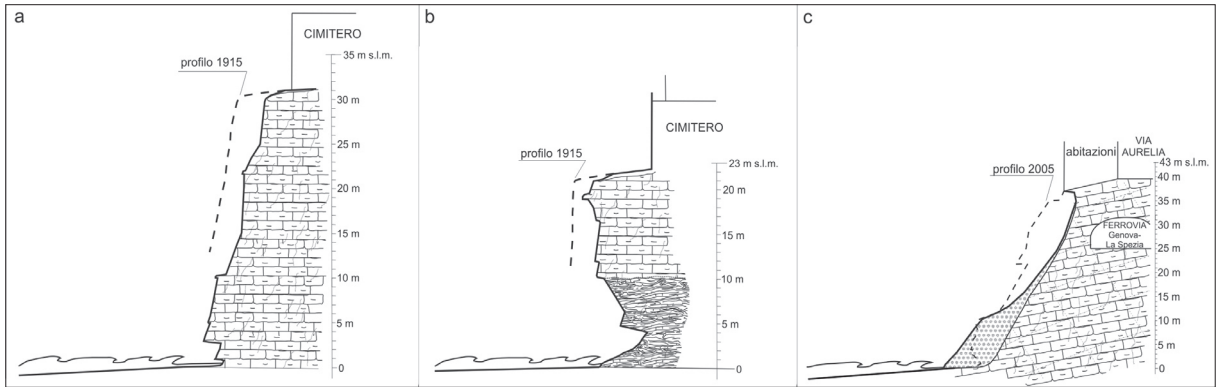 a
CIMITERO
35 m s.l.m.
profilo 1915
30 m
25 m
20 m
15 m
10 m
5 m
0
b
CIMITERO
profilo 1915
23 m s.l.m.
20 m
15 m
10 m
5 m
0
c
abitazioni
VIA
AURELIA
43 m s.l.m.
profilo 2005
40 m
35 m
FERROVIA
Genova-
La Spezia
30 m
25 m
20 m
15 m
10 m
5 m
0